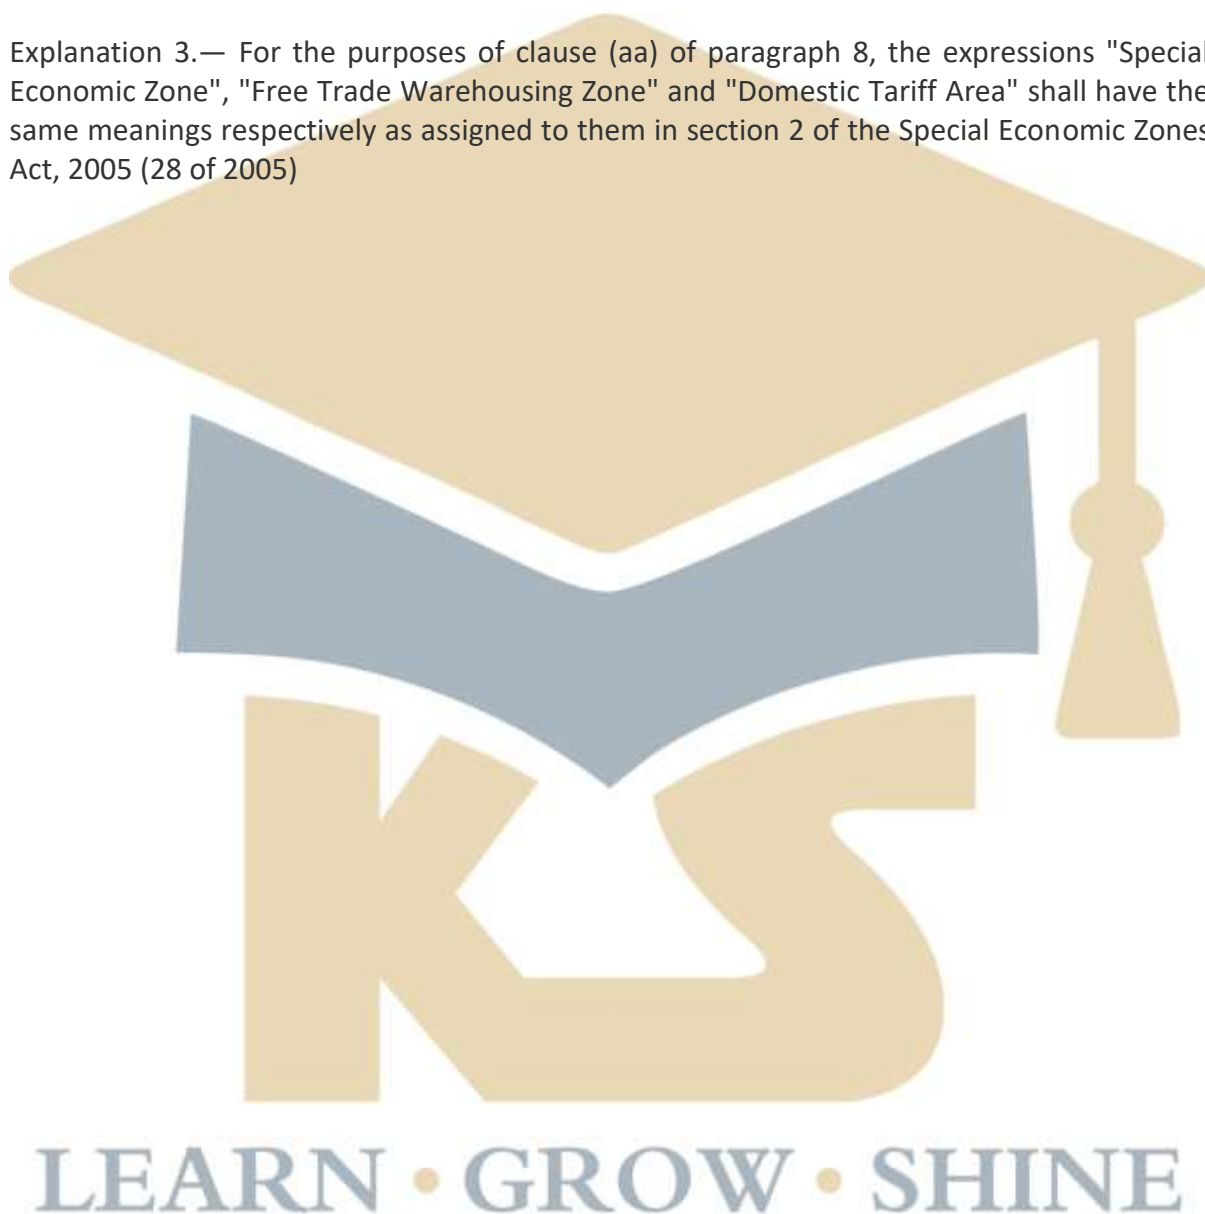 Explanation 3.— For the purposes of clause (aa) of paragraph 8, the expressions "Special
Economic Zone", "Free Trade Warehousing Zone" and "Domestic Tariff Area" shall have the
same meanings respectively as assigned to them in section 2 of the Special Economic Zones
Act, 2005 (28 of 2005)
KS
LEARN • GROW • SHINE